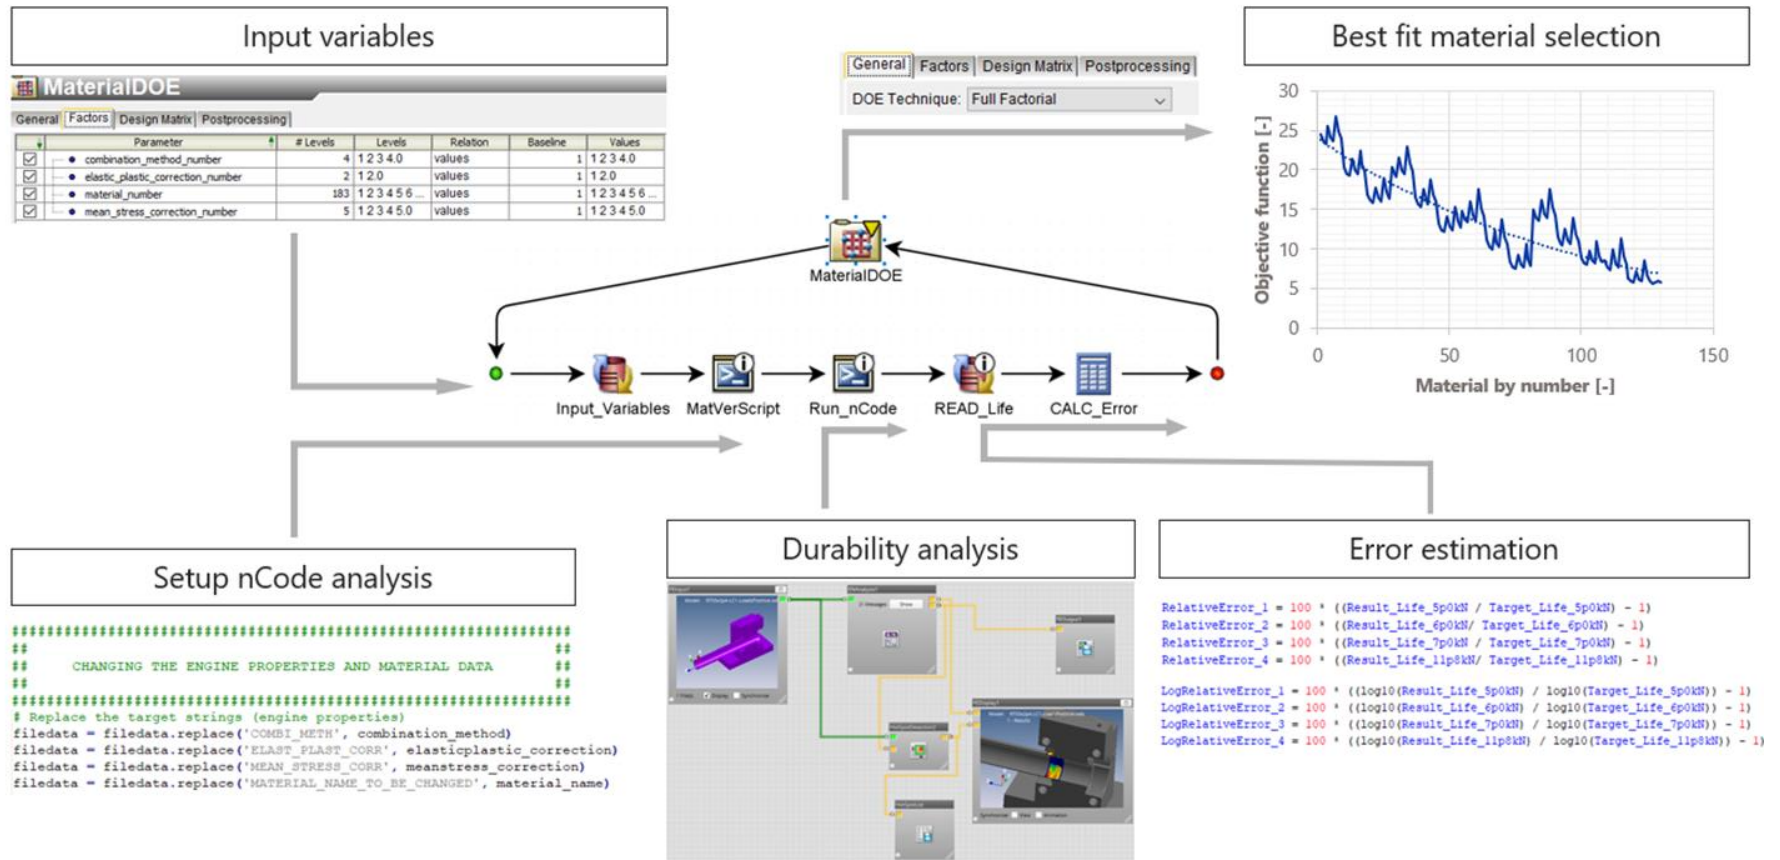 Input variables
MaterialDOE
General Factors Design Matrix Postprocessing
Parameter # Levels Levels Relation Baseline Values
combination_method_number 4 1 2 3 4.0 values 1 1 2 3 4.0
elastic_plastic_correction_number 2 1 2.0 values 1 1 2.0
material_number 183 1 2 3 4 5 6 ... values 1 1 2 3 4 5 6 ...
mean_stress_correction_number 5 1 2 3 4 5.0 values 1 1 2 3 4 5.0
General Factors Design Matrix Postprocessing
DOE Technique: Full Factorial
Best fit material selection
Objective function [-]
30
25
20
15
10
5
0
0 50 100 150
Material by number [-]
MaterialDOE
Input_Variables MatVerScript Run_nCode READ_Life CALC_Error
Setup nCode analysis
################################################################
## ##
## CHANGING THE ENGINE PROPERTIES AND MATERIAL DATA ##
## ##
################################################################
# Replace the target strings (engine properties)
filedata = filedata.replace('COMBI_METH', combination_method)
filedata = filedata.replace('ELAST_PLAST_CORR', elasticplastic_correction)
filedata = filedata.replace('MEAN_STRESS_CORR', meanstress_correction)
filedata = filedata.replace('MATERIAL_NAME_TO_BE_CHANGED', material_name)
Durability analysis
Show
Display
Synchronise
Animation
Error estimation
RelativeError_1 = 100 * ((Result_Life_5p0kN / Target_Life_5p0kN) - 1)
RelativeError_2 = 100 * ((Result_Life_6p0kN/ Target_Life_6p0kN) - 1)
RelativeError_3 = 100 * ((Result_Life_7p0kN/ Target_Life_7p0kN) - 1)
RelativeError_4 = 100 * ((Result_Life_11p8kN/ Target_Life_11p8kN) - 1)
LogRelativeError_1 = 100 * ((log10(Result_Life_5p0kN) / log10(Target_Life_5p0kN)) - 1)
LogRelativeError_2 = 100 * ((log10(Result_Life_6p0kN) / log10(Target_Life_6p0kN)) - 1)
LogRelativeError_3 = 100 * ((log10(Result_Life_7p0kN) / log10(Target_Life_7p0kN)) - 1)
LogRelativeError_4 = 100 * ((log10(Result_Life_11p8kN) / log10(Target_Life_11p8kN)) - 1)